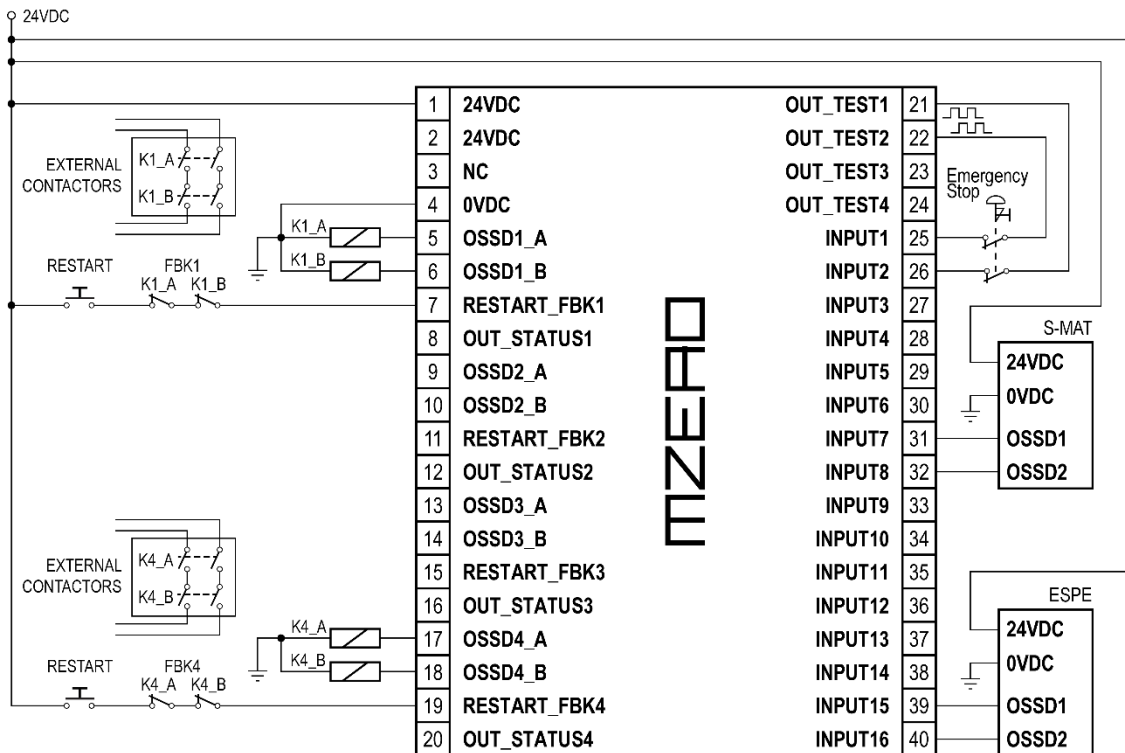 24VDC
EXTERNAL
CONTACTORS
K1_A
K1_B
K1_A
K1_B
RESTART
FBK1
K1_A K1_B
EXTERNAL
CONTACTORS
K4_A
K4_B
K4_A
K4_B
RESTART
FBK4
K4_A K4_B
1 24VDC
2 24VDC
3 NC
4 0VDC
5 OSSD1_A
6 OSSD1_B
7 RESTART_FBK1
8 OUT_STATUS1
9 OSSD2_A
10 OSSD2_B
11 RESTART_FBK2
12 OUT_STATUS2
13 OSSD3_A
14 OSSD3_B
15 RESTART_FBK3
16 OUT_STATUS3
17 OSSD4_A
18 OSSD4_B
19 RESTART_FBK4
20 OUT_STATUS4
MZERO
OUT_TEST1 21
OUT_TEST2 22
OUT_TEST3 23
OUT_TEST4 24
INPUT1 25
INPUT2 26
INPUT3 27
INPUT4 28
INPUT5 29
INPUT6 30
INPUT7 31
INPUT8 32
INPUT9 33
INPUT10 34
INPUT11 35
INPUT12 36
INPUT13 37
INPUT14 38
INPUT15 39
INPUT16 40
Emergency
Stop
S-MAT
24VDC
0VDC
OSSD1
OSSD2
ESPE
24VDC
0VDC
OSSD1
OSSD2